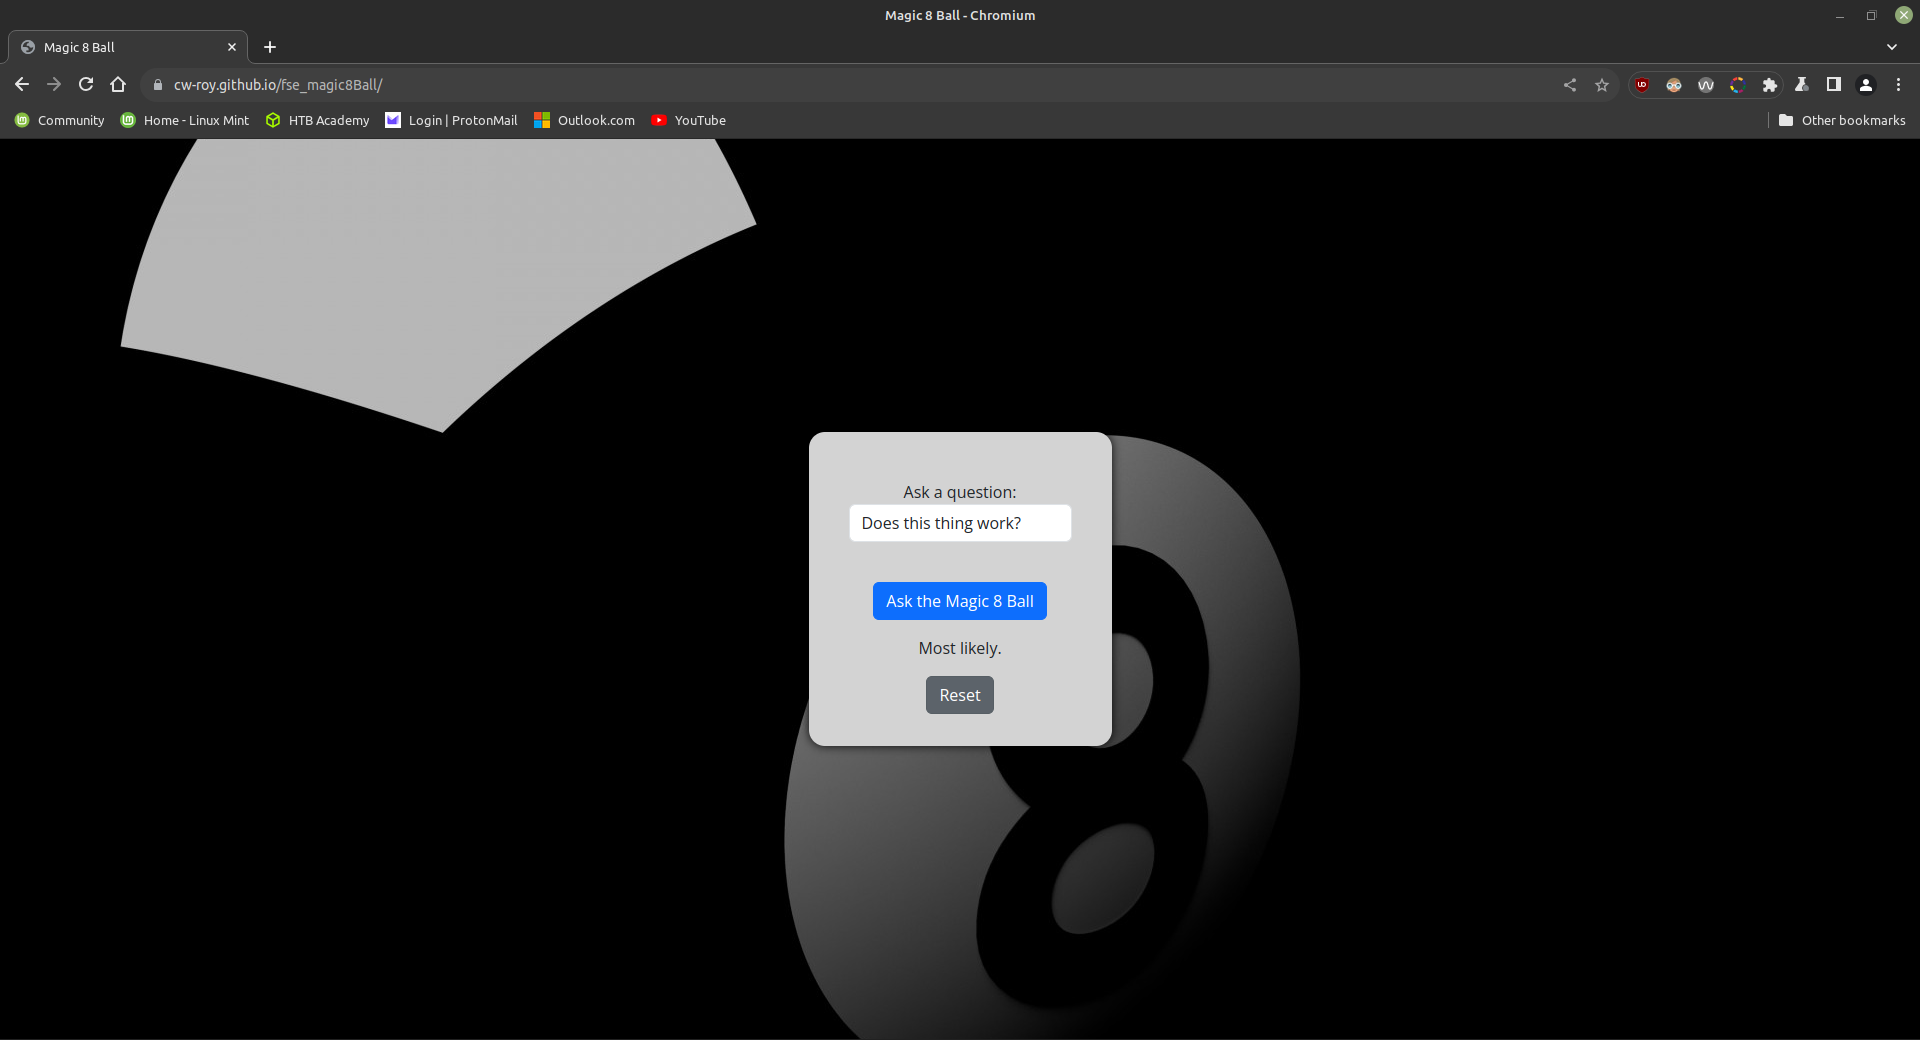 Magic 8 Ball - Chromium
Magic 8 Ball
cw-roy.github.io/fse_magic8Ball/
Community Home - Linux Mint HTB Academy Login | ProtonMail Outlook.com YouTube Other bookmarks
Ask a question:
Does this thing work?
Ask the Magic 8 Ball
Most likely.
Reset
8